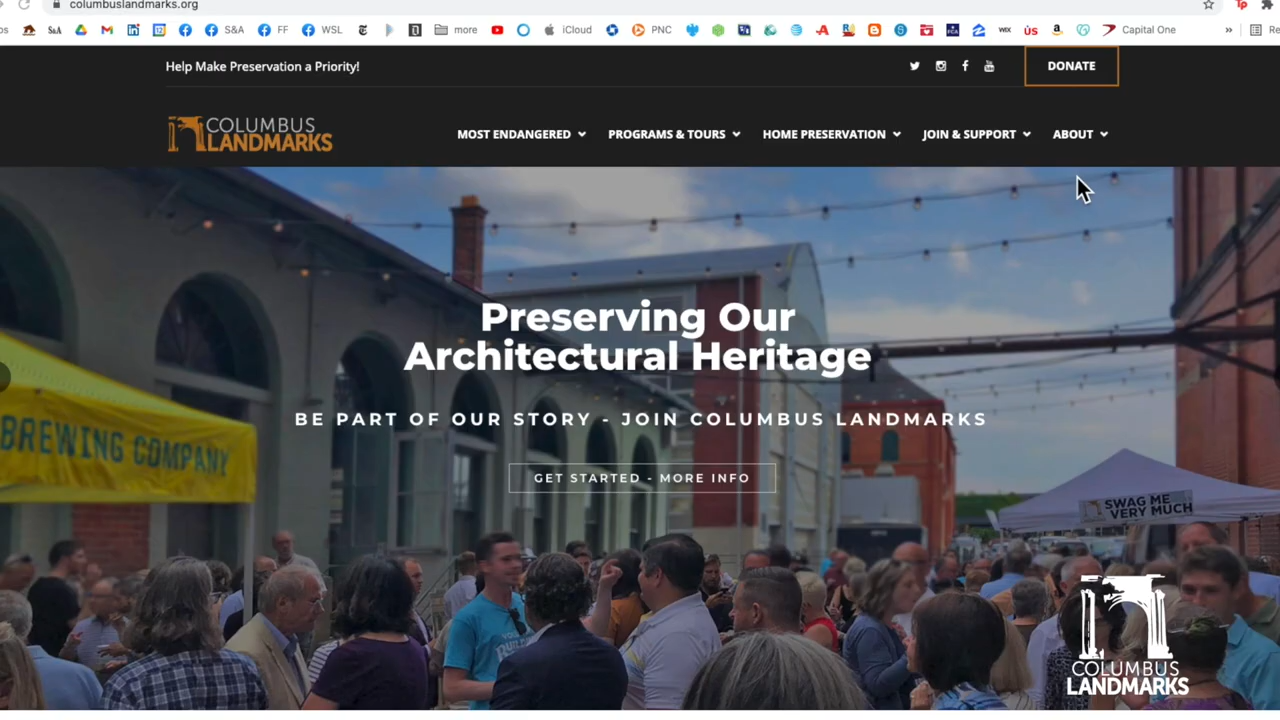 columbuslandmarks.org
S&A
S&A
FF
WSL
more
iCloud
PNC
Capital One
»
Help Make Preservation a Priority!
DONATE
COLUMBUS
LANDMARKS
MOST ENDANGERED
PROGRAMS & TOURS
HOME PRESERVATION
JOIN & SUPPORT
ABOUT
Preserving Our
Architectural Heritage
BE PART OF OUR STORY - JOIN COLUMBUS LANDMARKS
GET STARTED - MORE INFO
BREWING COMPANY
SWAG ME
VERY MUCH
COLUMBUS
LANDMARKS